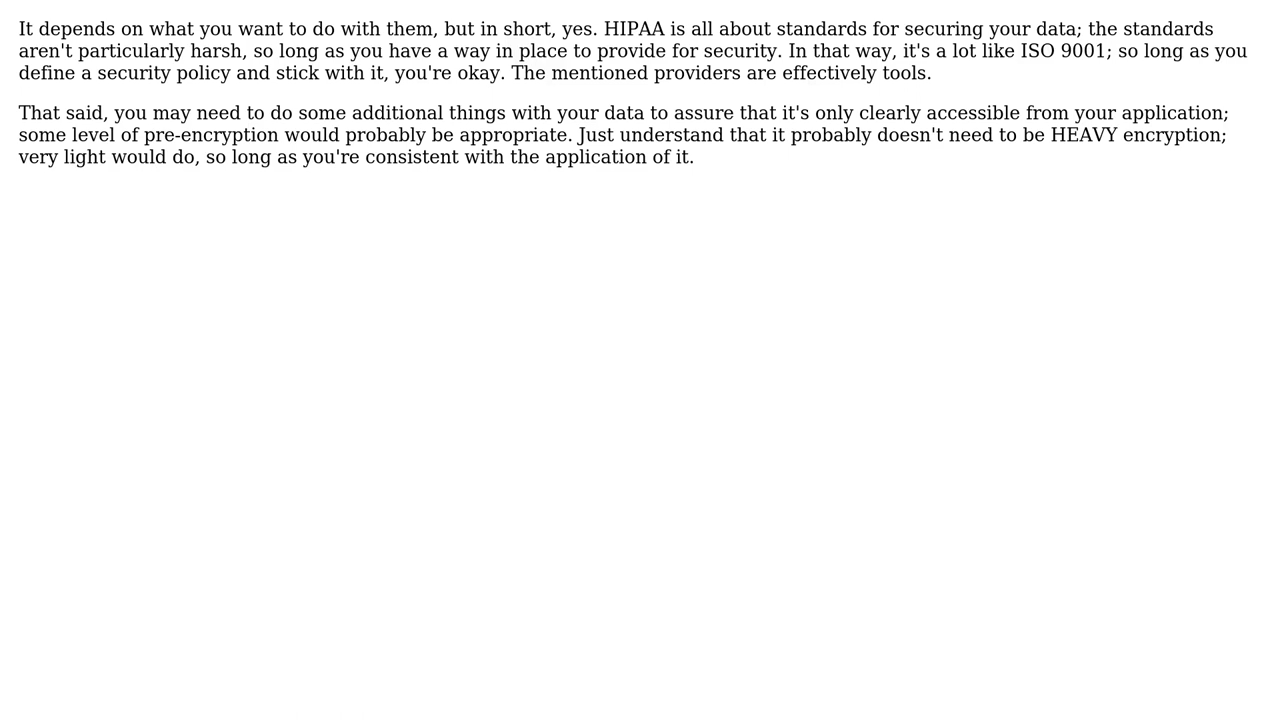 It depends on what you want to do with them, but in short, yes. HIPAA is all about standards for securing your data; the standards
aren't particularly harsh, so long as you have a way in place to provide for security. In that way, it's a lot like ISO 9001; so long as you
define a security policy and stick with it, you're okay. The mentioned providers are effectively tools.
That said, you may need to do some additional things with your data to assure that it's only clearly accessible from your application;
some level of pre-encryption would probably be appropriate. Just understand that it probably doesn't need to be HEAVY encryption;
very light would do, so long as you're consistent with the application of it.